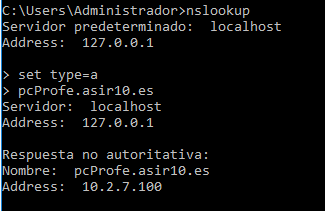 C:\Users\Administrador>nslookup
Servidor predeterminado:  localhost
Address:  127.0.0.1
> set type=a
> pcProfe.asir10.es
Servidor:  localhost
Address:  127.0.0.1
Respuesta no autoritativa:
Nombre:  pcProfe.asir10.es
Address:  10.2.7.100